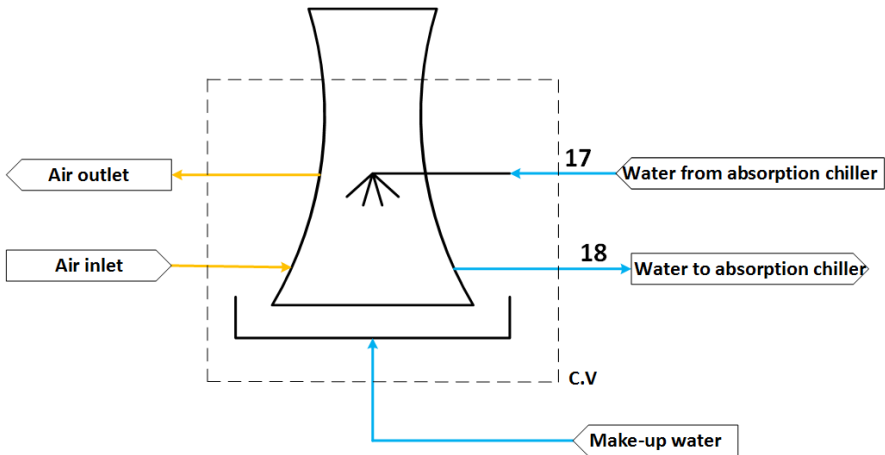 17
Air outlet
Water from absorption chiller
18
Air inlet
Water to absorption chiller
C.V
Make-up water